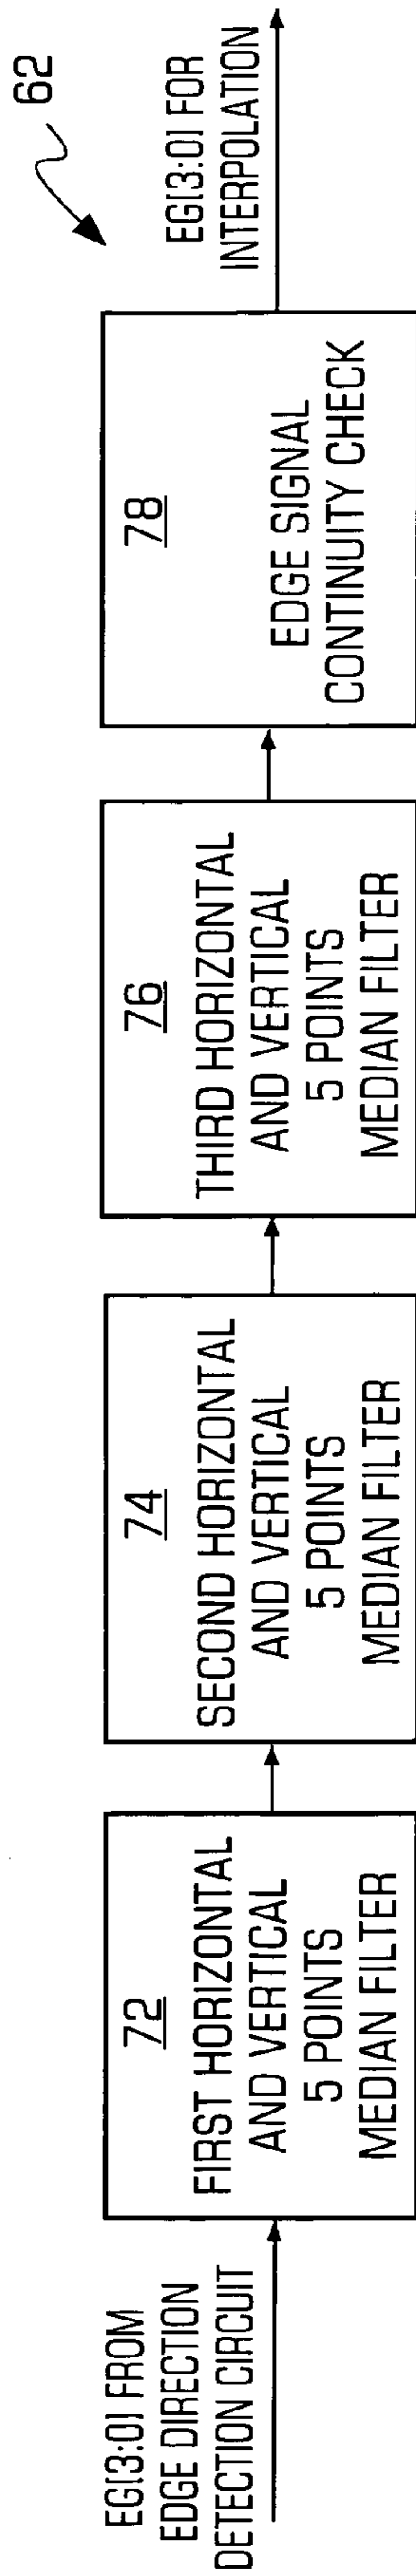 62
EG[3:0] FROM
EDGE DIRECTION
DETECTION CIRCUIT
72
FIRST HORIZONTAL
AND VERTICAL
5 POINTS
MEDIAN FILTER
74
SECOND HORIZONTAL
AND VERTICAL
5 POINTS
MEDIAN FILTER
76
THIRD HORIZONTAL
AND VERTICAL
5 POINTS
MEDIAN FILTER
78
EDGE SIGNAL
CONTINUITY CHECK
EG[3:0] FOR
INTERPOLATION